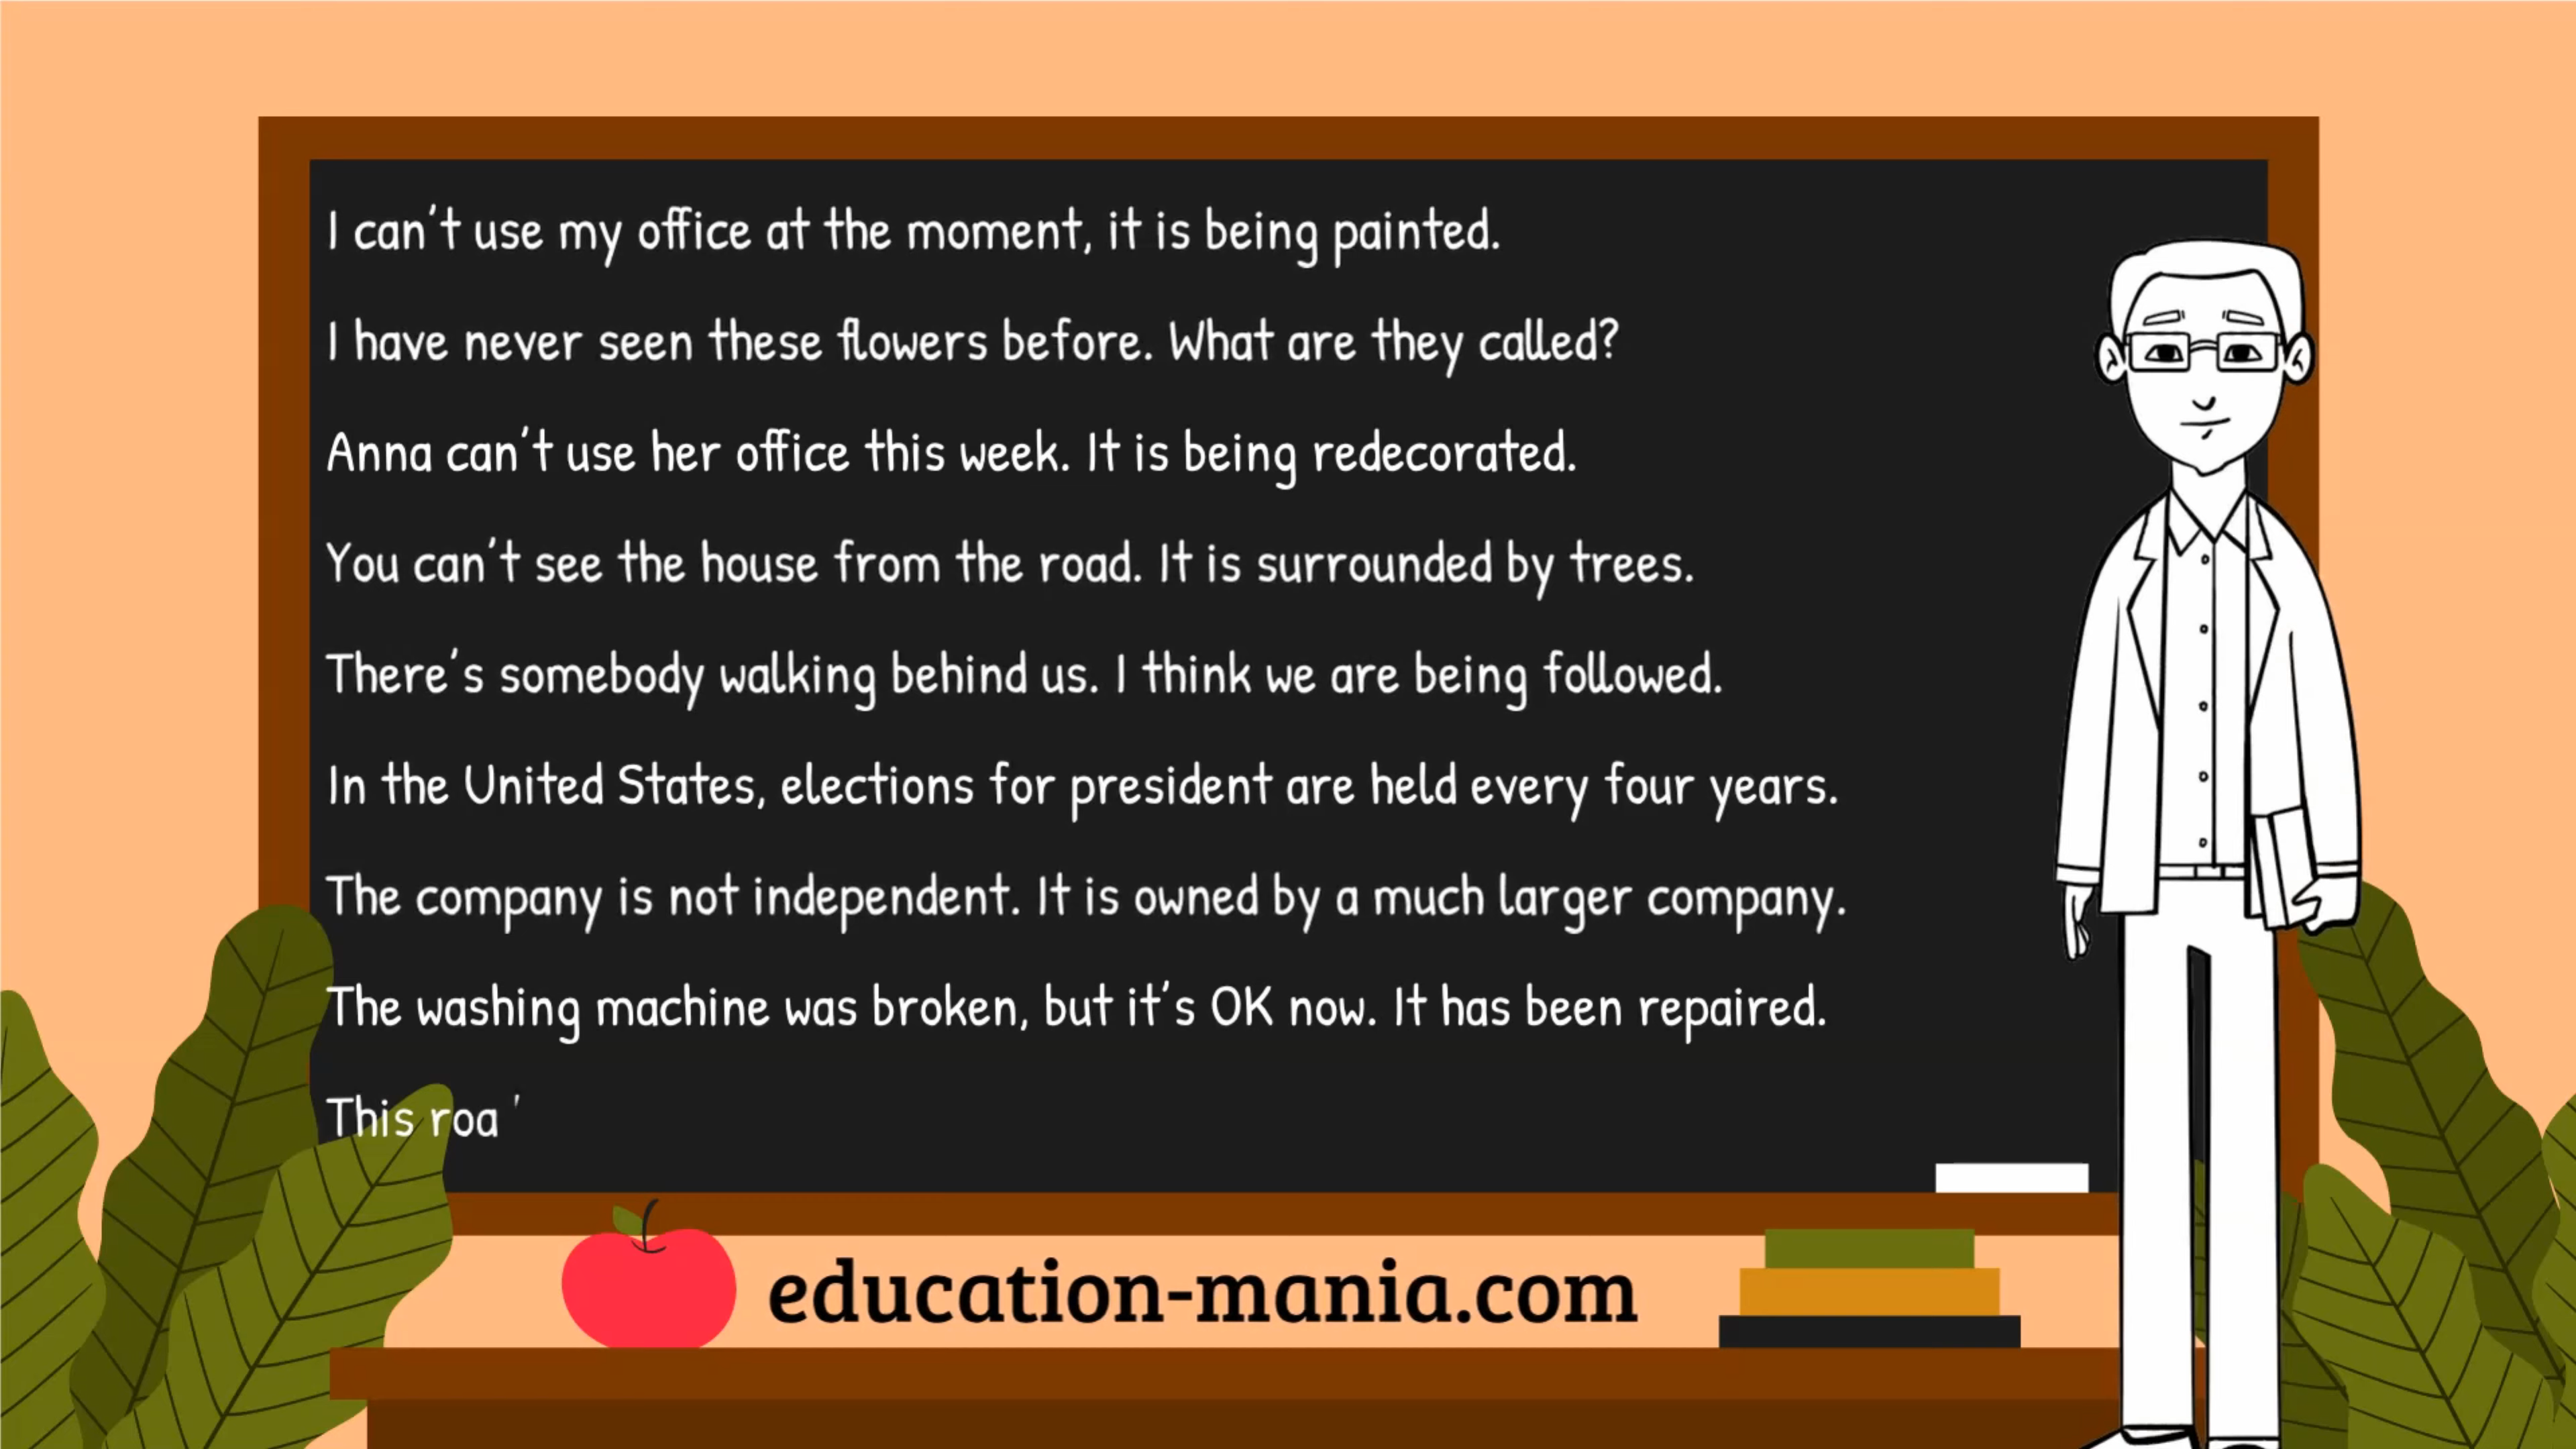 I can't use my office at the moment, it is being painted.
I have never seen these flowers before. What are they called?
Anna can't use her office this week. It is being redecorated.
You can't see the house from the road. It is surrounded by trees.
There's somebody walking behind us. I think we are being followed.
In the United States, elections for president are held every four years.
The company is not independent. It is owned by a much larger company.
The washing machine was broken, but it's OK now. It has been repaired.
This roa
education-mania.com